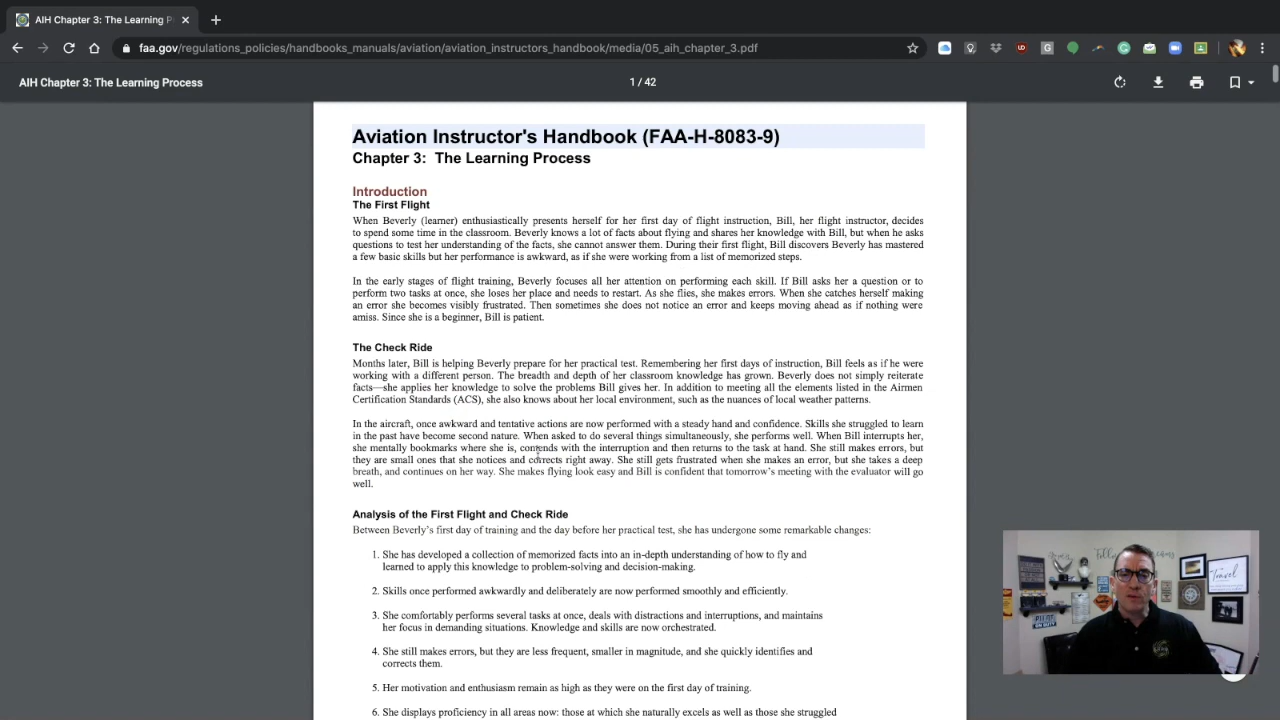 AIH Chapter 3: The Learning P
faa.gov/regulations_policies/handbooks_manuals/aviation/aviation_instructors_handbook/media/05_aih_chapter_3.pdf
AIH Chapter 3: The Learning Process
1 / 42
Aviation Instructor's Handbook (FAA-H-8083-9)
Chapter 3: The Learning Process
Introduction
The First Flight
When Beverly (learner) enthusiastically presents herself for her first day of flight instruction, Bill, her flight instructor, decides
to spend some time in the classroom. Beverly knows a lot of facts about flying and shares her knowledge with Bill, but when he asks
questions to test her understanding of the facts, she cannot answer them. During their first flight, Bill discovers Beverly has mastered
a few basic skills but her performance is awkward, as if she were working from a list of memorized steps.
In the early stages of flight training, Beverly focuses all her attention on performing each skill. If Bill asks her a question or to
perform two tasks at once, she loses her place and needs to restart. As she flies, she makes errors. When she catches herself making
an error she becomes visibly frustrated. Then sometimes she does not notice an error and keeps moving ahead as if nothing were
amiss. Since she is a beginner, Bill is patient.
The Check Ride
Months later, Bill is helping Beverly prepare for her practical test. Remembering her first days of instruction, Bill feels as if he were
working with a different person. The breadth and depth of her classroom knowledge has grown. Beverly does not simply reiterate
facts—she applies her knowledge to solve the problems Bill gives her. In addition to meeting all the elements listed in the Airmen
Certification Standards (ACS), she also knows about her local environment, such as the nuances of local weather patterns.
In the aircraft, once awkward and tentative actions are now performed with a steady hand and confidence. Skills she struggled to learn
in the past have become second nature. When asked to do several things simultaneously, she performs well. When Bill interrupts her,
she mentally bookmarks where she is, contends with the interruption and then returns to the task at hand. She still makes errors, but
they are small ones that she notices and corrects right away. She still gets frustrated when she makes an error, but she takes a deep
breath, and continues on her way. She makes flying look easy and Bill is confident that tomorrow's meeting with the evaluator will go
well.
Analysis of the First Flight and Check Ride
Between Beverly's first day of training and the day before her practical test, she has undergone some remarkable changes:
1. She has developed a collection of memorized facts into an in-depth understanding of how to fly and
learned to apply this knowledge to problem-solving and decision-making.
2. Skills once performed awkwardly and deliberately are now performed smoothly and efficiently.
3. She comfortably performs several tasks at once, deals with distractions and interruptions, and maintains
her focus in demanding situations. Knowledge and skills are now orchestrated.
4. She still makes errors, but they are less frequent, smaller in magnitude, and she quickly identifies and
corrects them.
5. Her motivation and enthusiasm remain as high as they were on the first day of training.
6. She displays proficiency in all areas now: those at which she naturally excels as well as those she struggled
Travel